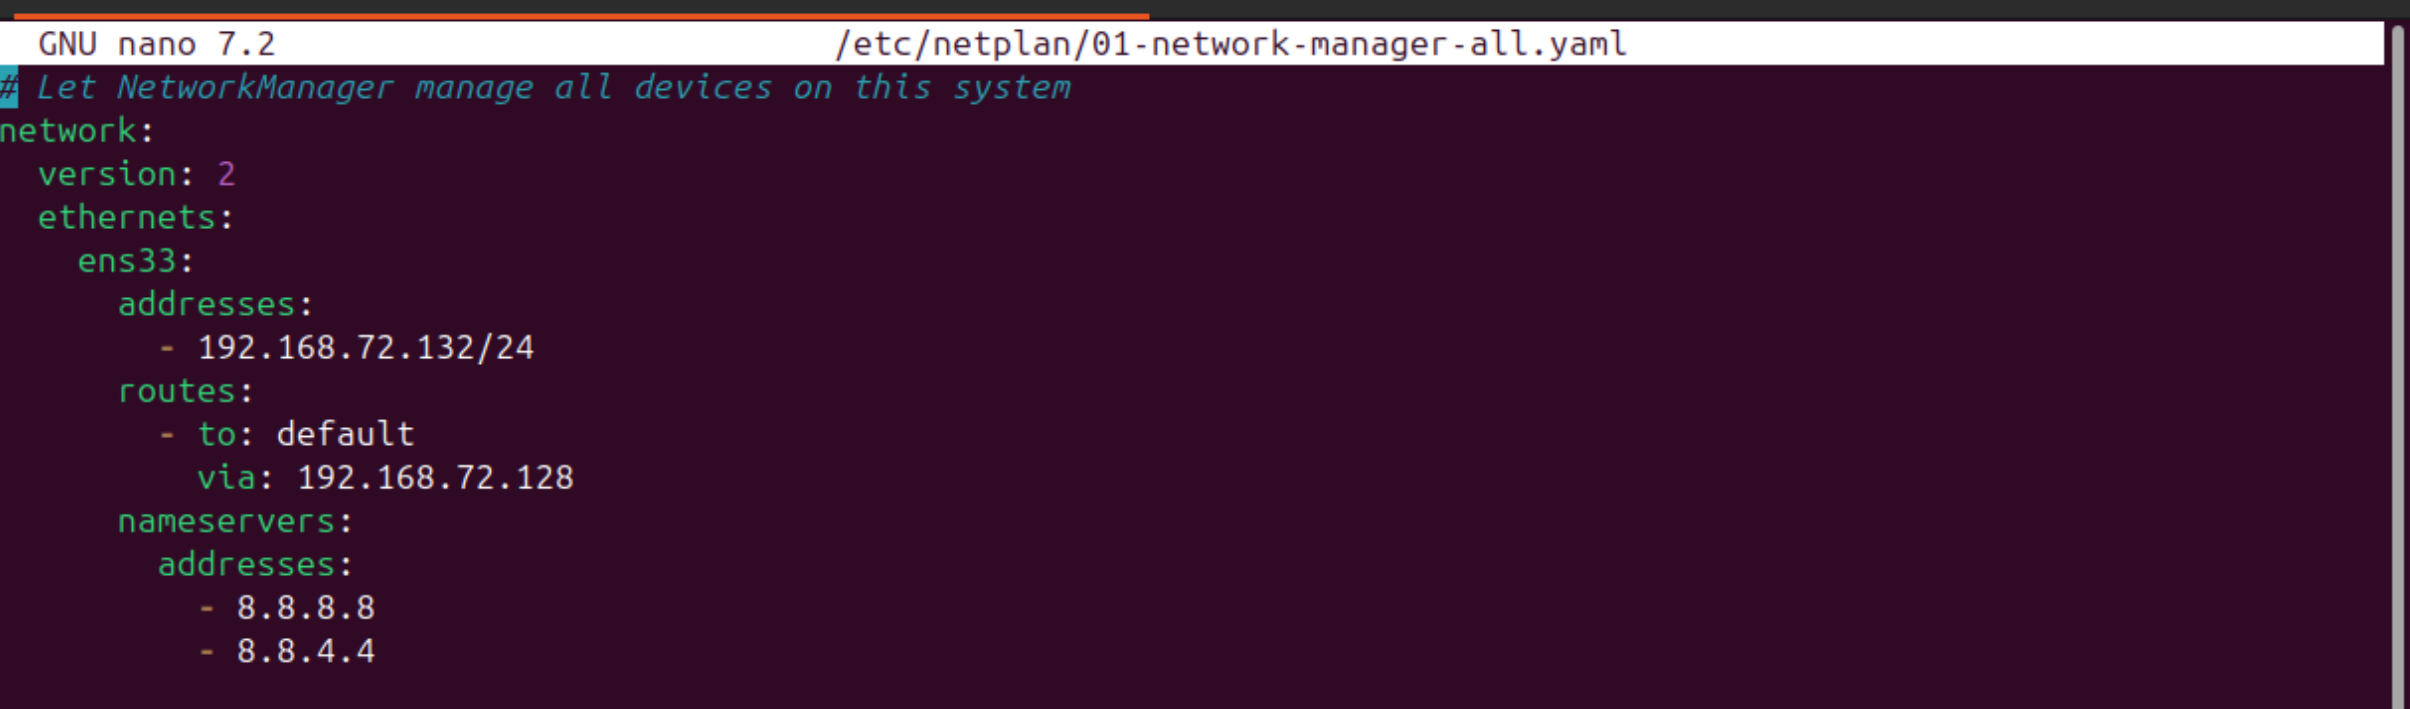 GNU nano 7.2 /etc/netplan/01-network-manager-all.yaml
# Let NetworkManager manage all devices on this system
network:
  version: 2
  ethernets:
    ens33:
      addresses:
        - 192.168.72.132/24
      routes:
        - to: default
          via: 192.168.72.128
      nameservers:
        addresses:
          - 8.8.8.8
          - 8.8.4.4